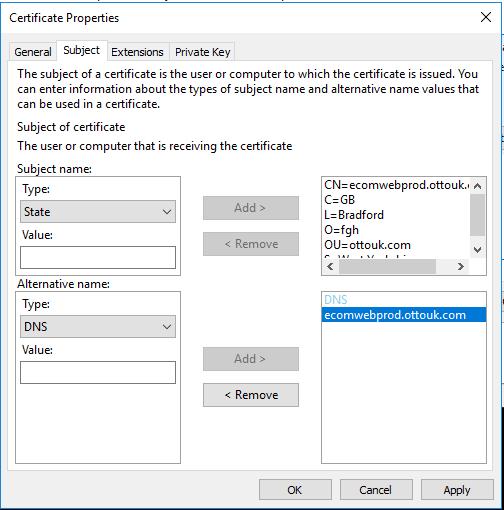 Certificate Properties
General Subject Extensions Private Key
The subject of a certificate is the user or computer to which the certificate is issued. You
can enter information about the types of subject name and alternative name values that
can be used in a certificate.
Subject of certificate
The user or computer that is receiving the certificate
Subject name:
Type:
State
Value:
Add >
< Remove
CN=ecomwebprod.ottouk.
C=GB
L=Bradford
O=fgh
OU=ottouk.com
Alternative name:
Type:
DNS
Value:
Add >
< Remove
DNS
ecomwebprod.ottouk.com
OK Cancel Apply